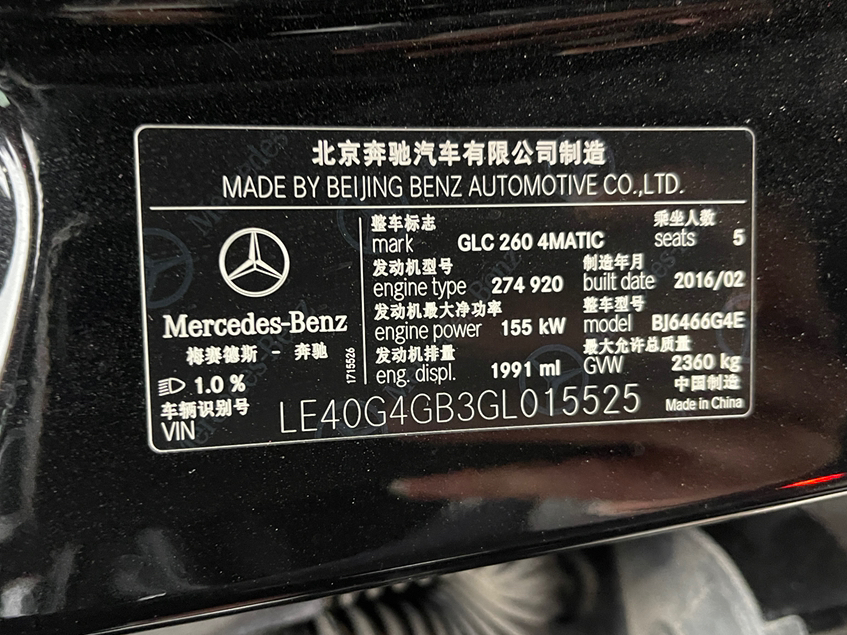 北京奔驰汽车有限公司制造
MADE BY BEIJING BENZ AUTOMOTIVE CO.,LTD.
Mercedes-Benz
梅赛德斯 - 奔驰
1.0 %
1715526
整车标志 乘坐人数
mark GLC 260 4MATIC seats 5
发动机型号 制造年月
engine type 274 920 built date 2016/02
发动机最大净功率 整车型号
engine power 155 kW model BJ6466G4E
发动机排量 最大允许总质量
eng. displ. 1991 ml GVW 2360 kg
车辆识别号 中国制造
VIN LE40G4GB3GL015525 Made in China